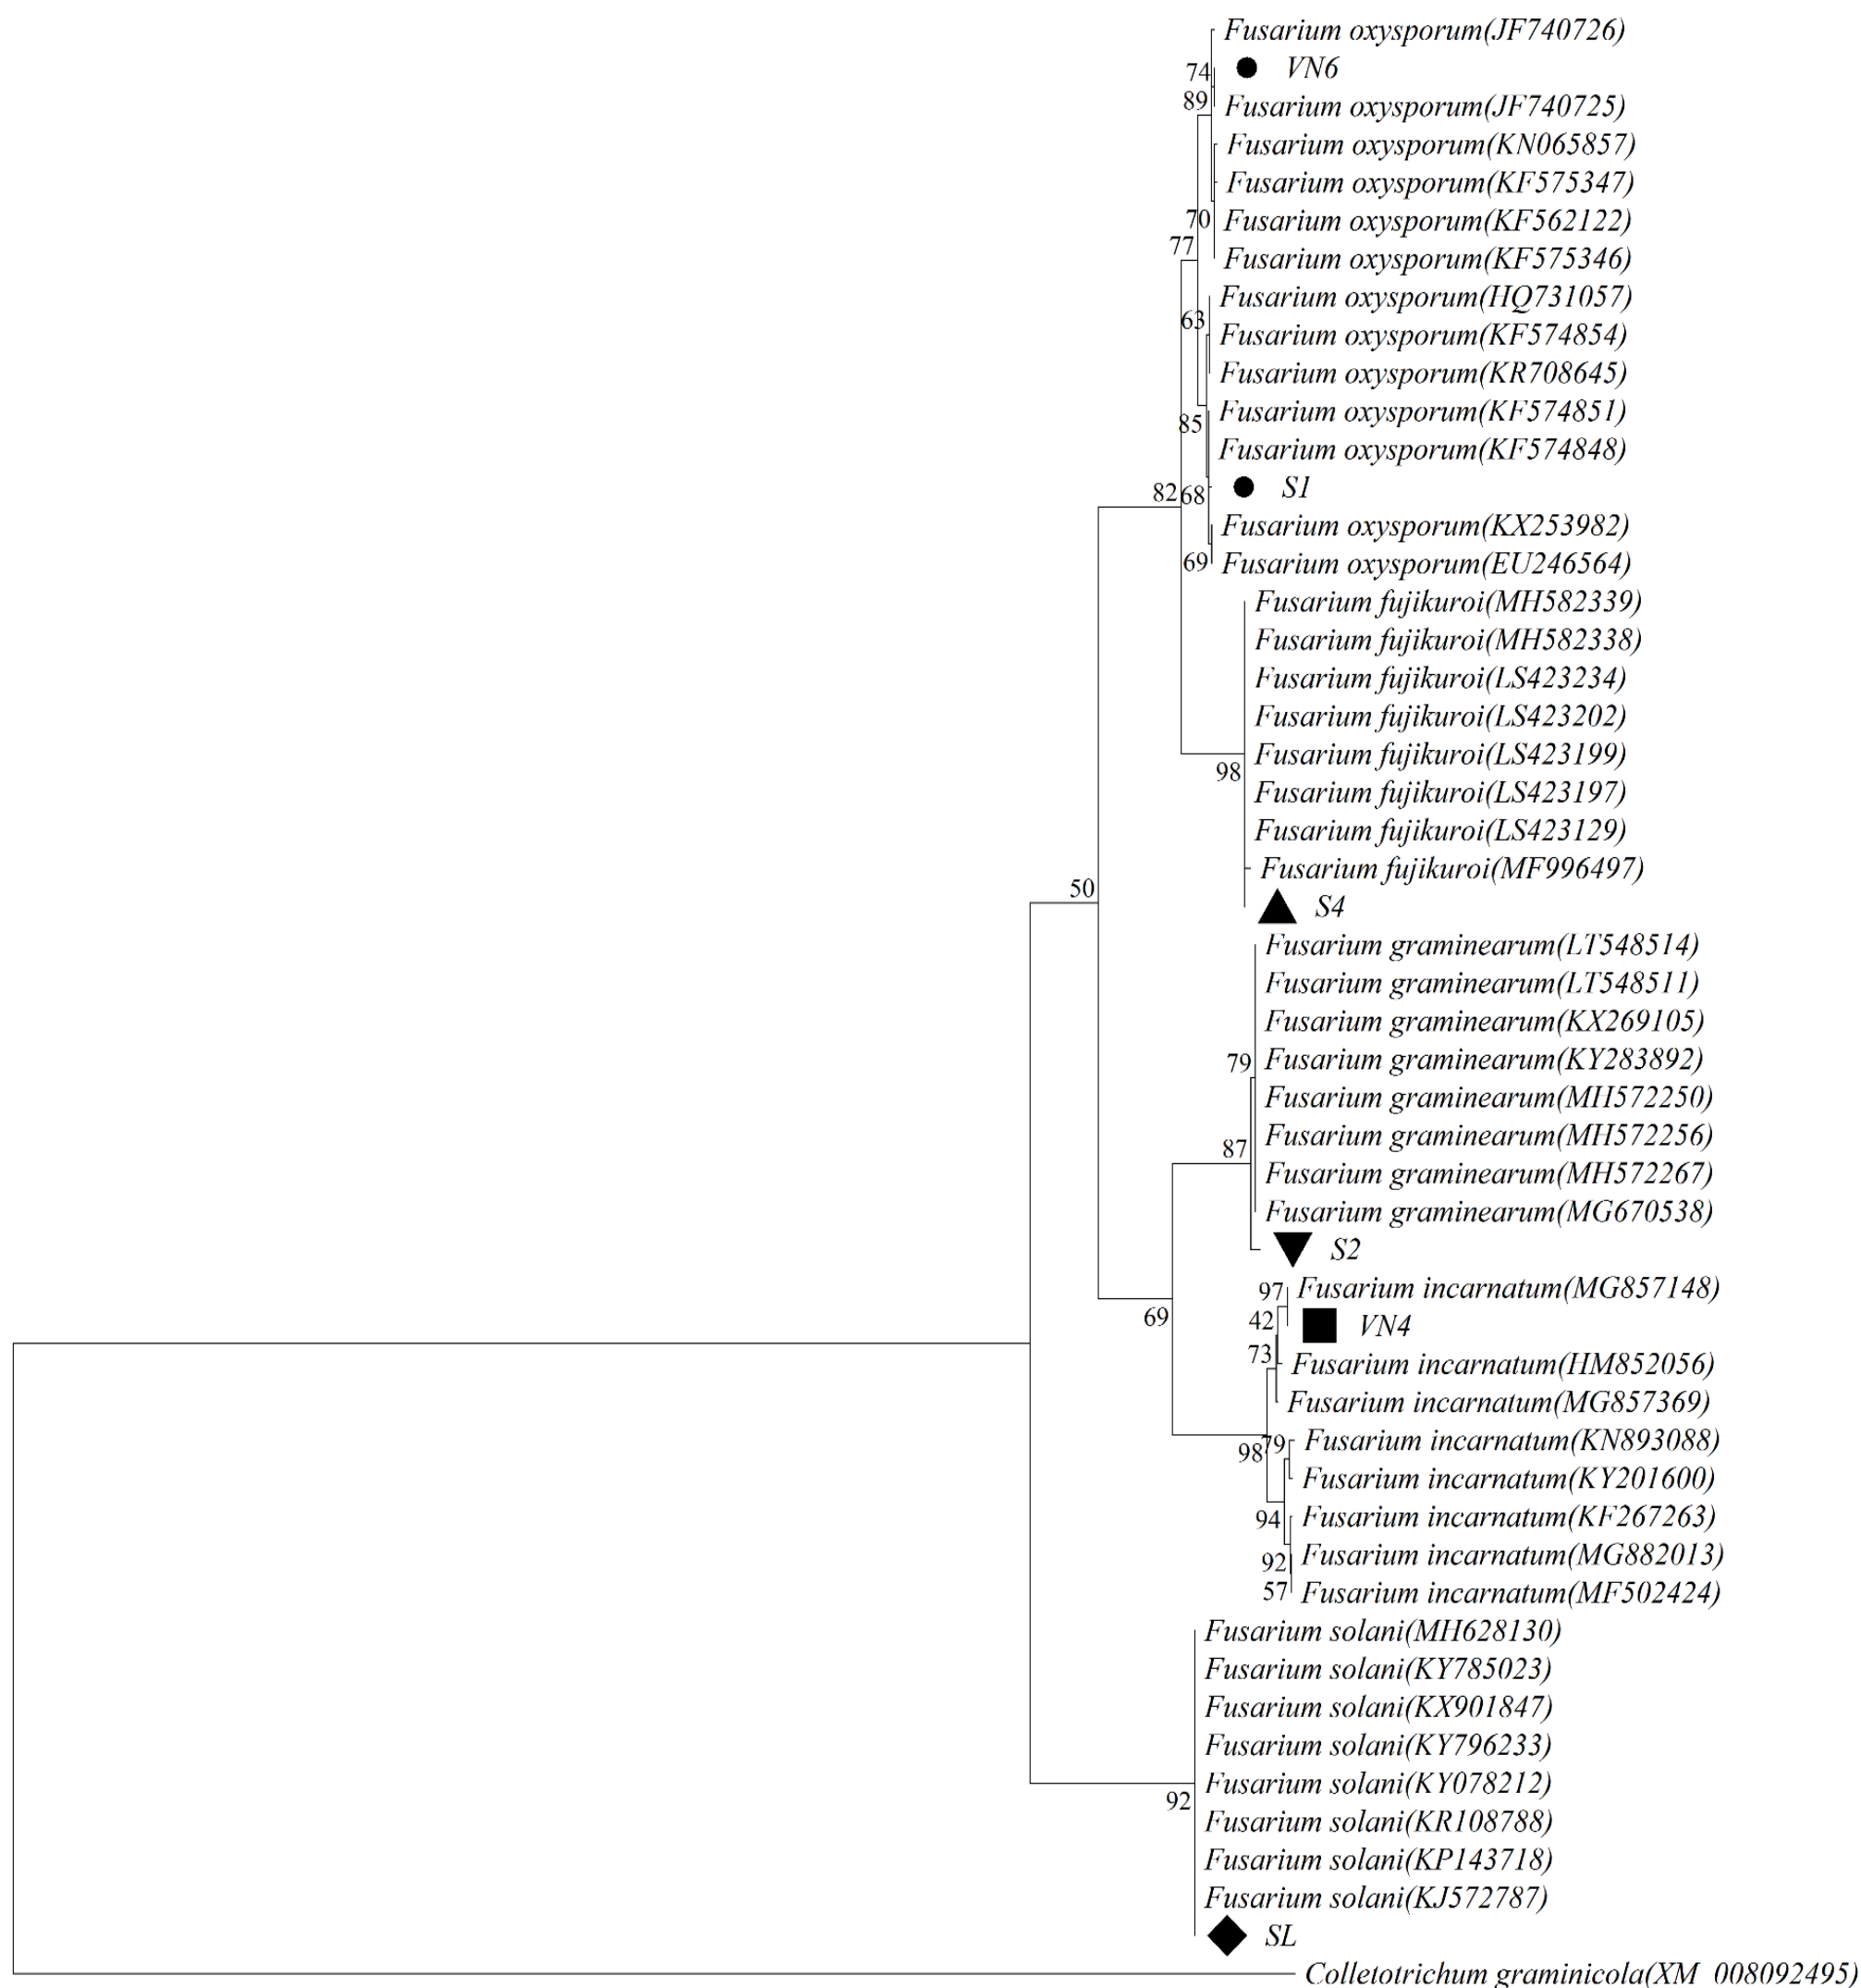 Fusarium oxysporum(JF740726)
74
VN6
89
Fusarium oxysporum(JF740725)
Fusarium oxysporum(KN065857)
Fusarium oxysporum(KF575347)
70
Fusarium oxysporum(KF562122)
77
Fusarium oxysporum(KF575346)
Fusarium oxysporum(HQ731057)
63
Fusarium oxysporum(KF574854)
Fusarium oxysporum(KR708645)
Fusarium oxysporum(KF574851)
85
Fusarium oxysporum(KF574848)
82
68
S1
Fusarium oxysporum(KX253982)
69
Fusarium oxysporum(EU246564)
Fusarium fujikuroi(MH582339)
Fusarium fujikuroi(MH582338)
Fusarium fujikuroi(LS423234)
Fusarium fujikuroi(LS423202)
Fusarium fujikuroi(LS423199)
98
Fusarium fujikuroi(LS423197)
Fusarium fujikuroi(LS423129)
Fusarium fujikuroi(MF996497)
50
S4
Fusarium graminearum(LT548514)
Fusarium graminearum(LT548511)
Fusarium graminearum(KX269105)
79
Fusarium graminearum(KY283892)
Fusarium graminearum(MH572250)
Fusarium graminearum(MH572256)
87
Fusarium graminearum(MH572267)
Fusarium graminearum(MG670538)
S2
97
Fusarium incarnatum(MG857148)
69
42
VN4
73
Fusarium incarnatum(HM852056)
Fusarium incarnatum(MG857369)
98
79
Fusarium incarnatum(KN893088)
Fusarium incarnatum(KY201600)
94
Fusarium incarnatum(KF267263)
92
Fusarium incarnatum(MG882013)
57
Fusarium incarnatum(MF502424)
Fusarium solani(MH628130)
Fusarium solani(KY785023)
Fusarium solani(KX901847)
Fusarium solani(KY796233)
Fusarium solani(KY078212)
92
Fusarium solani(KR108788)
Fusarium solani(KP143718)
Fusarium solani(KJ572787)
SL
Colletotrichum graminicola(XM_008092495)